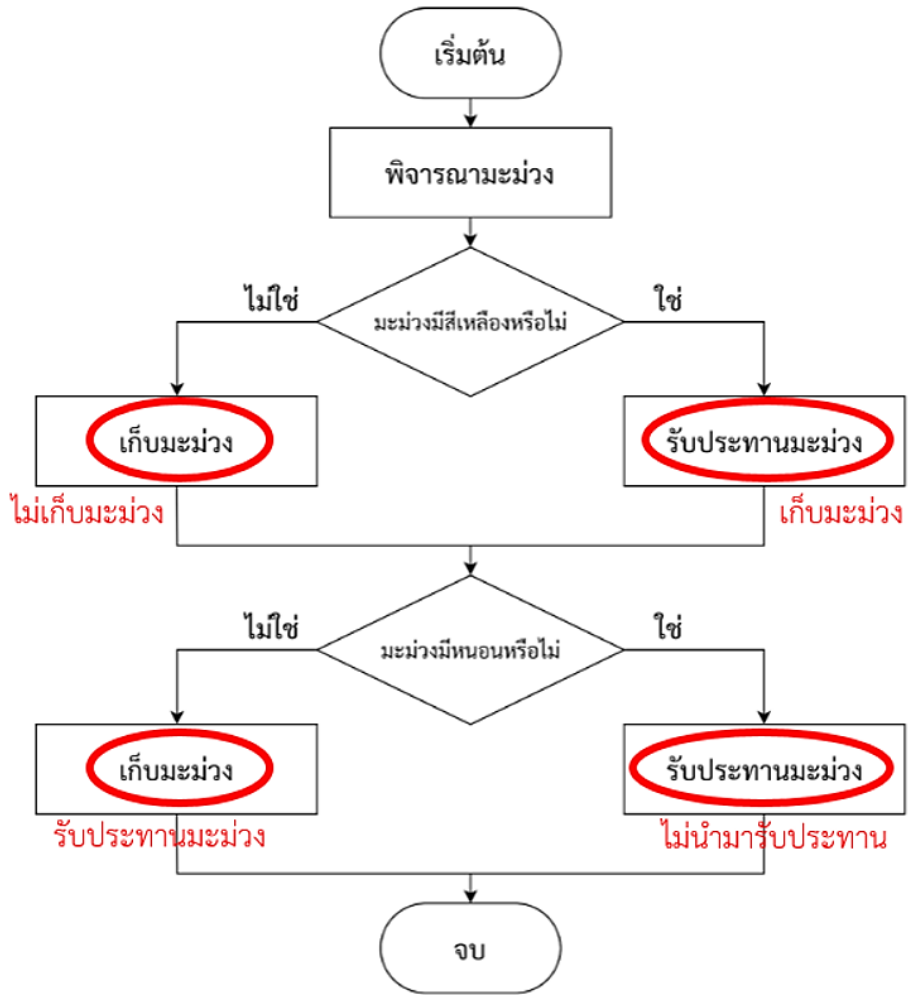 เริ่มต้น
พิจารณามะม่วง
ไม่ใช่
ใช่
มะม่วงมีสีเหลืองหรือไม่
เก็บมะม่วง
รับประทานมะม่วง
ไม่เก็บมะม่วง
เก็บมะม่วง
ไม่ใช่
ใช่
มะม่วงมีหนอนหรือไม่
เก็บมะม่วง
รับประทานมะม่วง
รับประทานมะม่วง
ไม่นำมารับประทาน
จบ